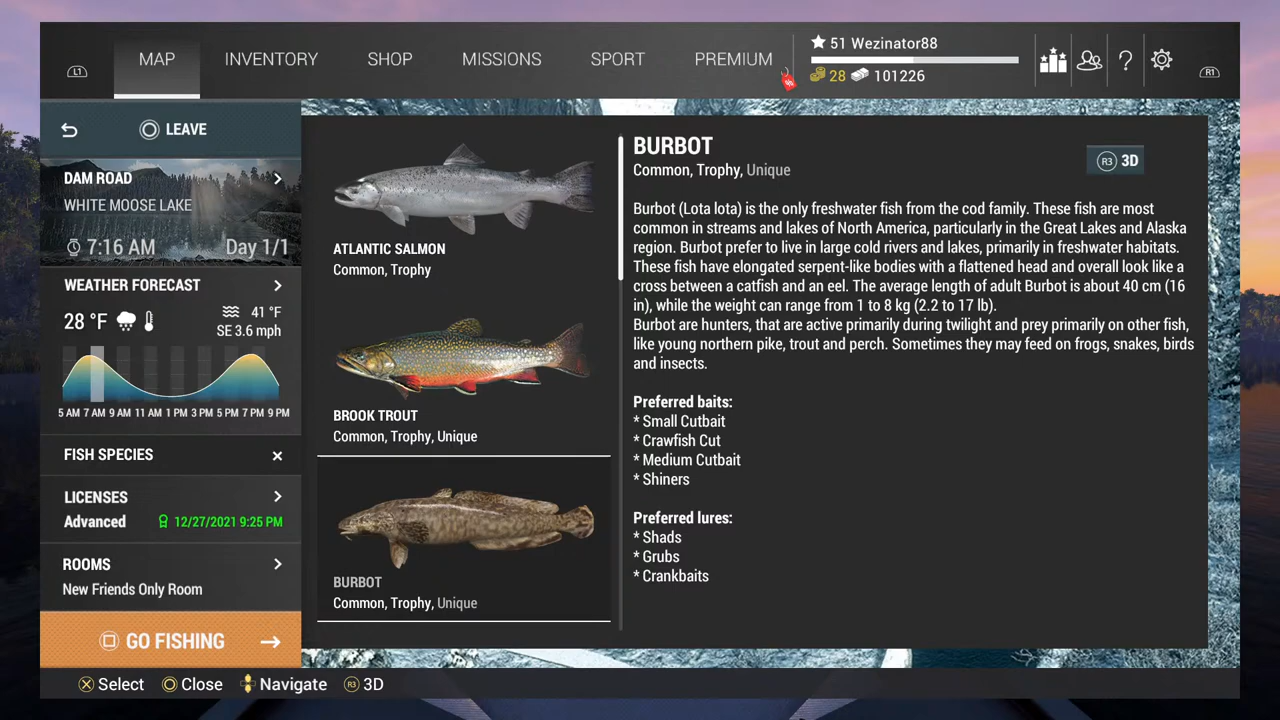 L1
MAP
INVENTORY
SHOP
MISSIONS
SPORT
PREMIUM
51 Wezinator88
28 101226
?
R1
LEAVE
DAM ROAD
WHITE MOOSE LAKE
7:16 AM Day 1/1
WEATHER FORECAST
28 °F
41 °F
SE 3.6 mph
5 AM 7 AM 9 AM 11 AM 1 PM 3 PM 5 PM 7 PM 9 PM
FISH SPECIES
LICENSES
Advanced 12/27/2021 9:25 PM
ROOMS
New Friends Only Room
GO FISHING
ATLANTIC SALMON
Common, Trophy
BROOK TROUT
Common, Trophy, Unique
BURBOT
Common, Trophy, Unique
BURBOT
Common, Trophy, Unique
R3 3D
Burbot (Lota lota) is the only freshwater fish from the cod family. These fish are most
common in streams and lakes of North America, particularly in the Great Lakes and Alaska
region. Burbot prefer to live in large cold rivers and lakes, primarily in freshwater habitats.
These fish have elongated serpent-like bodies with a flattened head and overall look like a
cross between a catfish and an eel. The average length of adult Burbot is about 40 cm (16
in), while the weight can range from 1 to 8 kg (2.2 to 17 lb).
Burbot are hunters, that are active primarily during twilight and prey primarily on other fish,
like young northern pike, trout and perch. Sometimes they may feed on frogs, snakes, birds
and insects.
Preferred baits:
* Small Cutbait
* Crawfish Cut
* Medium Cutbait
* Shiners
Preferred lures:
* Shads
* Grubs
* Crankbaits
Select Close Navigate R3 3D